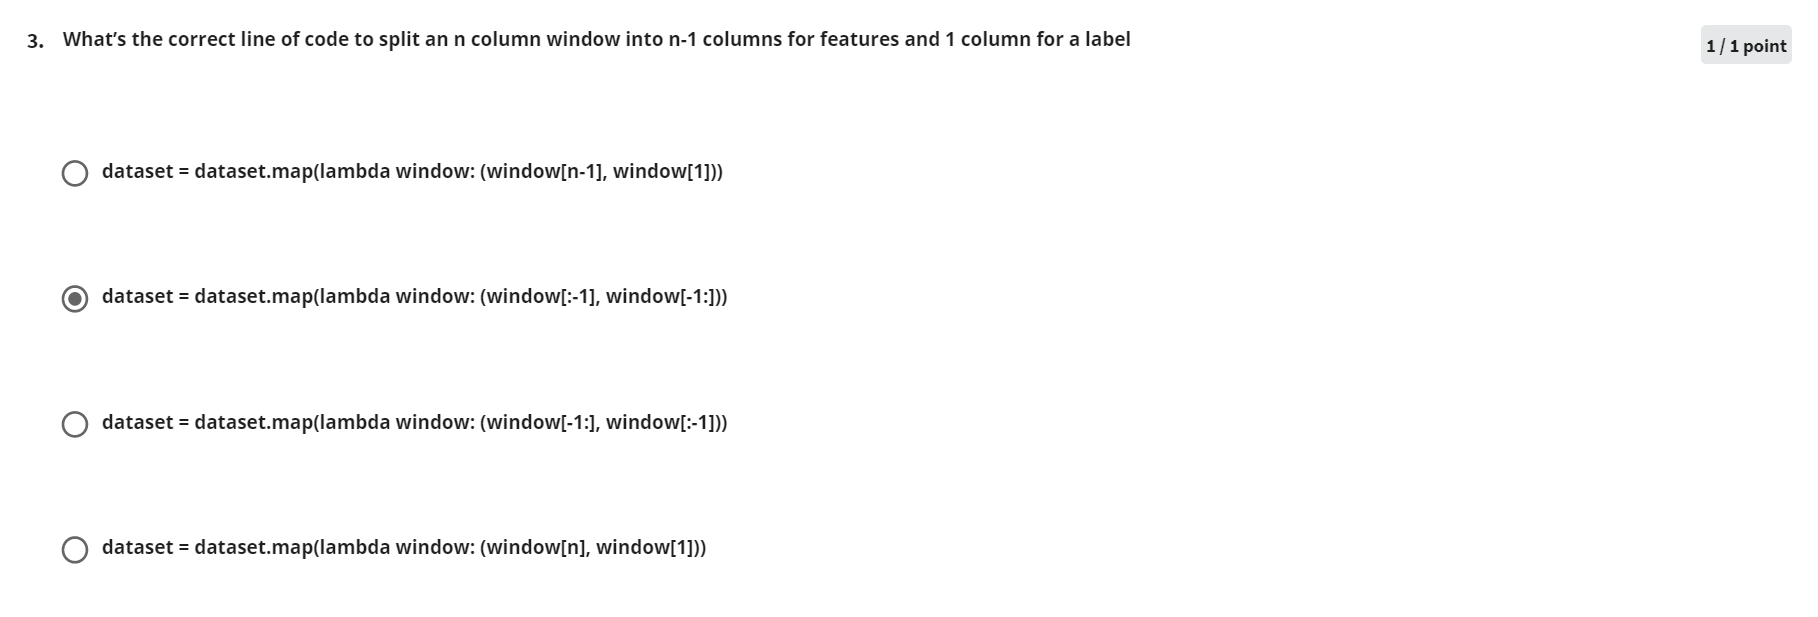 3. What’s the correct line of code to split an n column window into n-1 columns for features and 1 column for a label
1 / 1 point
dataset = dataset.map(lambda window: (window[n-1], window[1]))
dataset = dataset.map(lambda window: (window[:-1], window[-1:]))
dataset = dataset.map(lambda window: (window[-1:], window[:-1]))
dataset = dataset.map(lambda window: (window[n], window[1]))